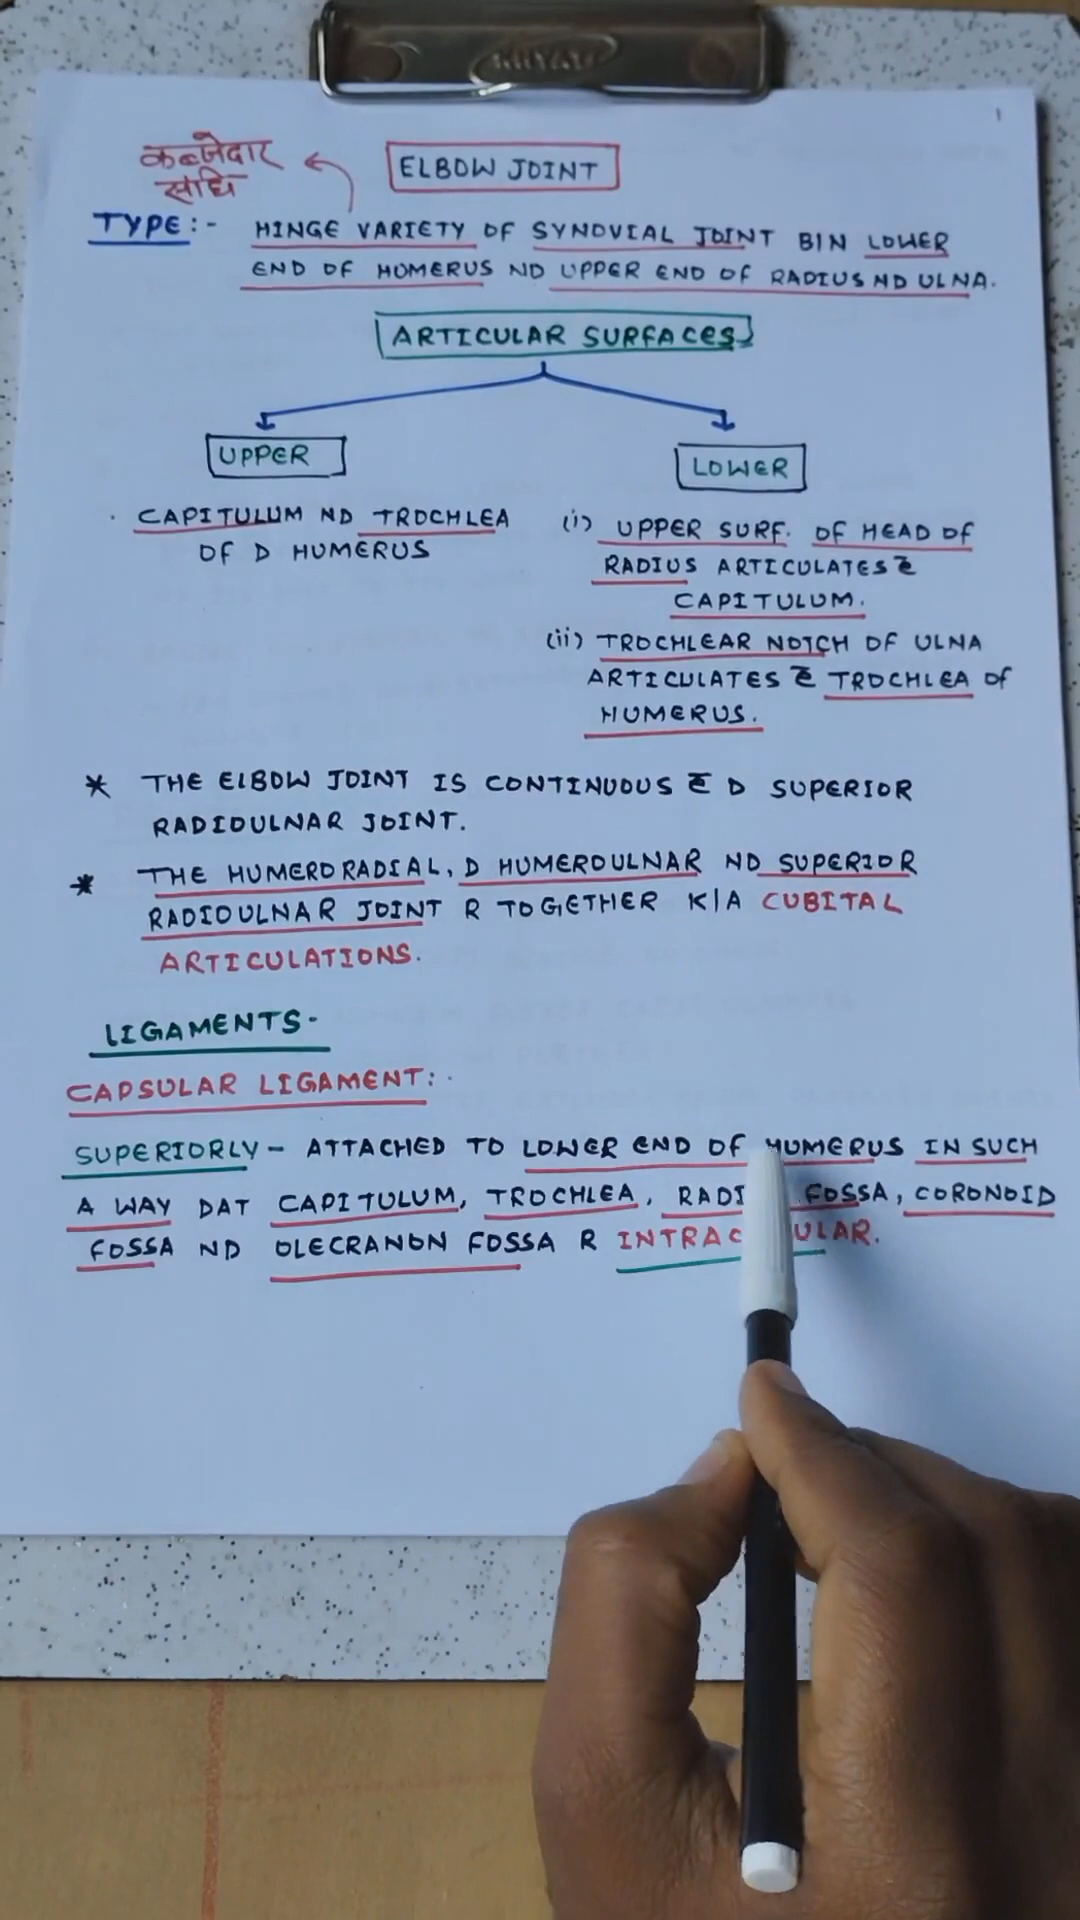 1
कब्जेदार
संधि
ELBOW JOINT
TYPE:- HINGE VARIETY OF SYNOVIAL JOINT BIN LOWER
END OF HUMERUS ND UPPER END OF RADIUS ND ULNA.
ARTICULAR SURFACES
UPPER
LOWER
CAPITULUM ND TROCHLEA
OF D HUMERUS
(i) UPPER SURF. OF HEAD OF
RADIUS ARTICULATES c̄
CAPITULUM.
(ii) TROCHLEAR NOTCH OF ULNA
ARTICULATES c̄ TROCHLEA OF
HUMERUS.
* THE ELBOW JOINT IS CONTINUOUS c̄ D SUPERIOR
RADIOULNAR JOINT.
* THE HUMERORADIAL, D HUMEROULNAR ND SUPERIOR
RADIOULNAR JOINT R TOGETHER K/A CUBITAL
ARTICULATIONS.
LIGAMENTS-
CAPSULAR LIGAMENT:-
SUPERIORLY - ATTACHED TO LOWER END OF HUMERUS IN SUCH
A WAY DAT CAPITULUM, TROCHLEA, FOSSA, CORONOID
FOSSA ND OLECRANON FOSSA R